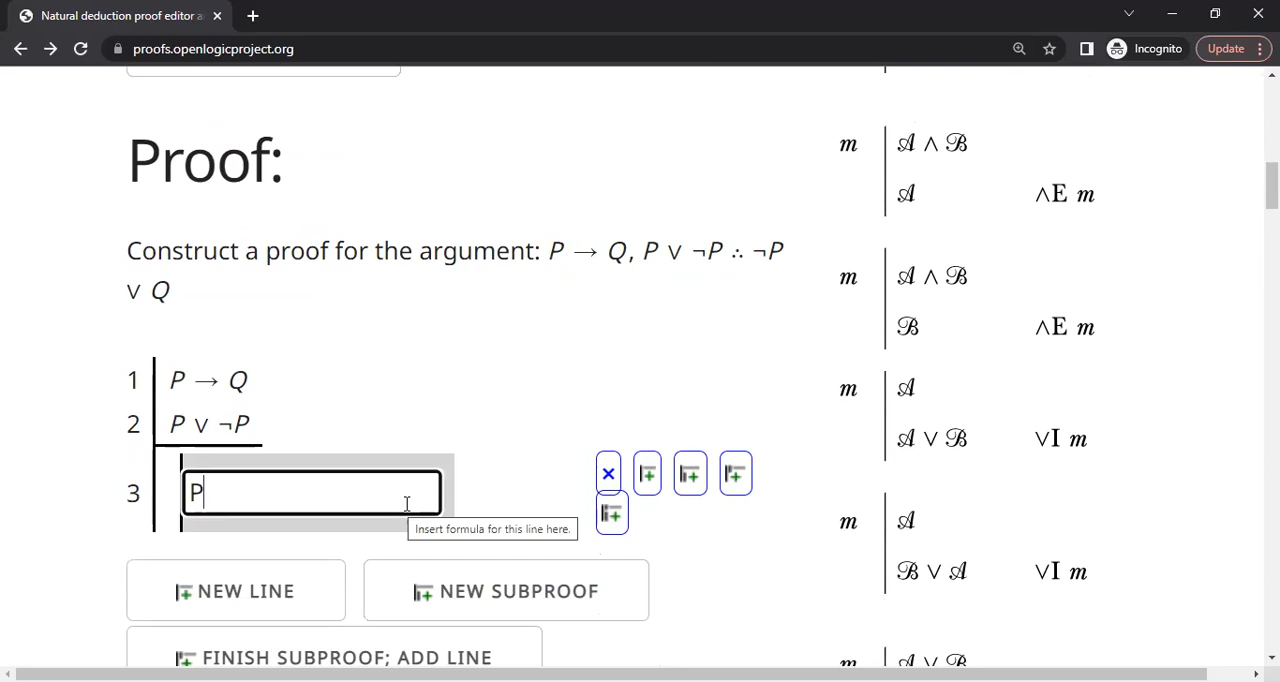 Natural deduction proof editor a
proofs.openlogicproject.org
Incognito
Update
Proof:
Construct a proof for the argument: P → Q, P ∨ ¬P ∴ ¬P
∨ Q
1 P → Q
2 P ∨ ¬P
3 P
Insert formula for this line here.
NEW LINE
NEW SUBPROOF
FINISH SUBPROOF; ADD LINE
m 𝒜 ∧ ℬ
𝒜 ∧E m
m 𝒜 ∧ ℬ
ℬ ∧E m
m 𝒜
𝒜 ∨ ℬ ∨I m
m 𝒜
ℬ ∨ 𝒜 ∨I m
m 𝒜 ∨ ℬ